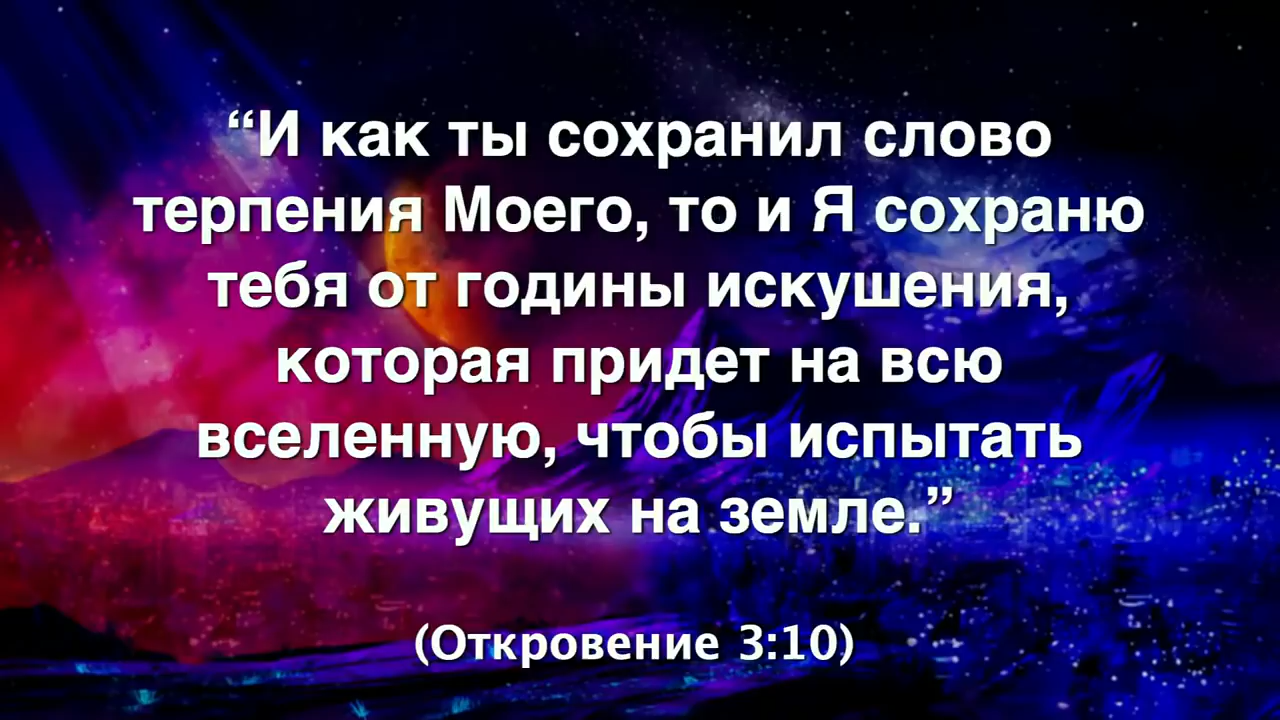 “И как ты сохранил слово
терпения Моего, то и Я сохраню
тебя от годины искушения,
которая придет на всю
вселенную, чтобы испытать
живущих на земле.”
(Откровение 3:10)